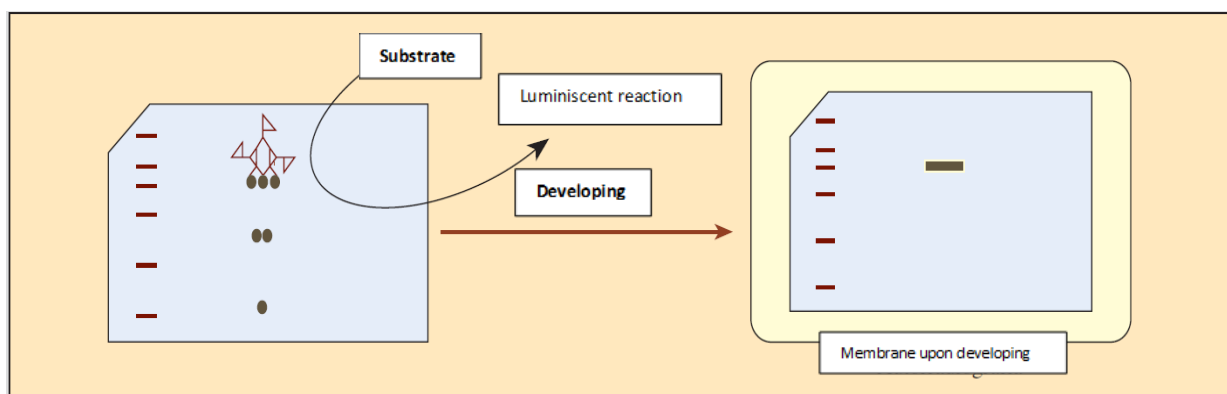 Substrate
Luminiscent reaction
Developing
Membrane upon developing